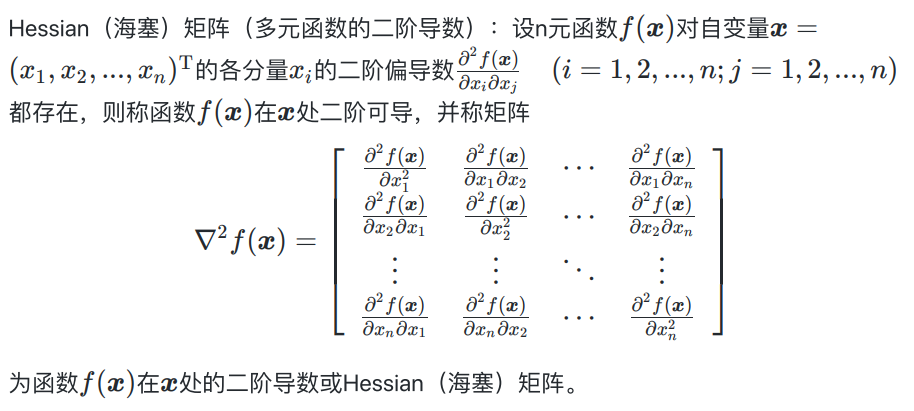 Hessian（海塞）矩阵（多元函数的二阶导数）：设n元函数$f(\boldsymbol{x})$对自变量$\boldsymbol{x}=$
$(x_1,x_2,...,x_n)^{\mathrm{T}}$的各分量$x_i$的二阶偏导数$\frac{\partial^2 f(\boldsymbol{x})}{\partial x_i \partial x_j}$ $(i=1,2,...,n;j=1,2,...,n)$
都存在，则称函数$f(\boldsymbol{x})$在$\boldsymbol{x}$处二阶可导，并称矩阵
$\nabla^2 f(\boldsymbol{x})=\begin{bmatrix} \frac{\partial^2 f(\boldsymbol{x})}{\partial x_1^2} & \frac{\partial^2 f(\boldsymbol{x})}{\partial x_1 \partial x_2} & \cdots & \frac{\partial^2 f(\boldsymbol{x})}{\partial x_1 \partial x_n} \\ \frac{\partial^2 f(\boldsymbol{x})}{\partial x_2 \partial x_1} & \frac{\partial^2 f(\boldsymbol{x})}{\partial x_2^2} & \cdots & \frac{\partial^2 f(\boldsymbol{x})}{\partial x_2 \partial x_n} \\ \vdots & \vdots & \ddots & \vdots \\ \frac{\partial^2 f(\boldsymbol{x})}{\partial x_n \partial x_1} & \frac{\partial^2 f(\boldsymbol{x})}{\partial x_n \partial x_2} & \cdots & \frac{\partial^2 f(\boldsymbol{x})}{\partial x_n^2} \end{bmatrix}$
为函数$f(\boldsymbol{x})$在$\boldsymbol{x}$处的二阶导数或Hessian（海塞）矩阵。